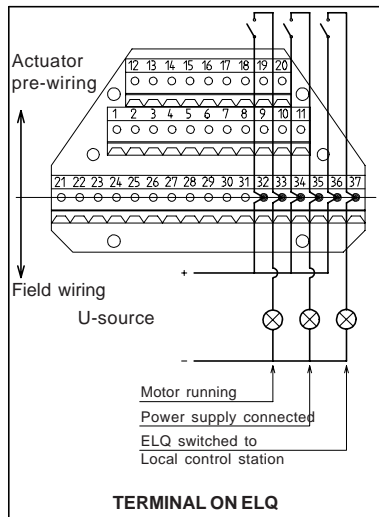 Actuator
pre-wiring
12 13 14 15 16 17 18 19 20
1 2 3 4 5 6 7 8 9 10 11
21 22 23 24 25 26 27 28 29 30 31 32 33 34 35 36 37
+
Field wiring
U-source
–
Motor running
Power supply connected
ELQ switched to
Local control station
TERMINAL ON ELQ